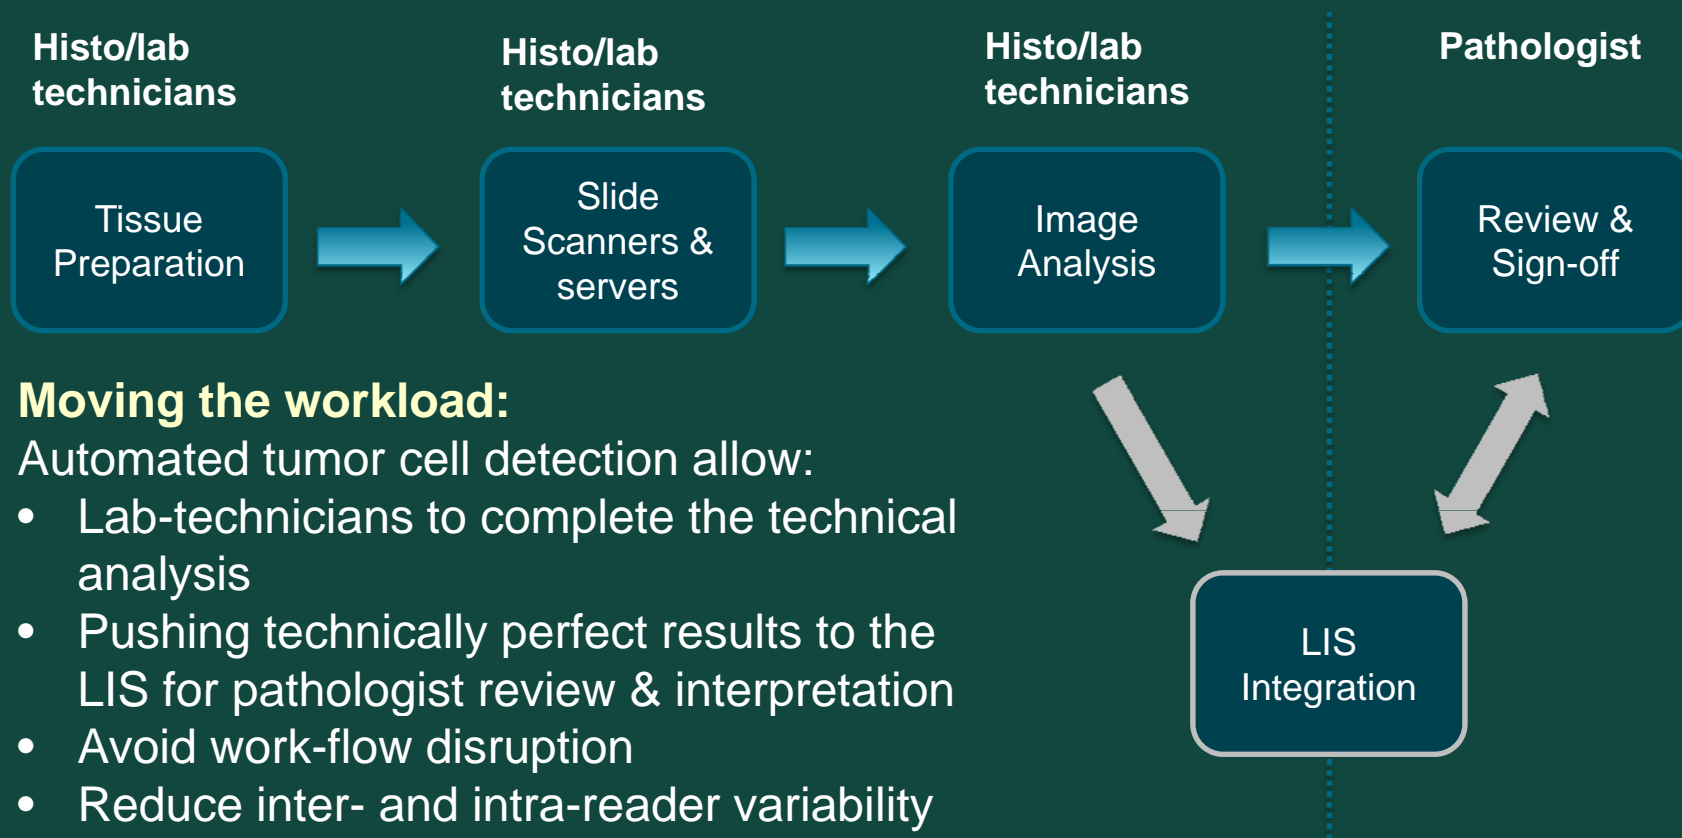 Histo/lab
technicians
Histo/lab
technicians
Histo/lab
technicians
Pathologist
Tissue
Preparation
Slide
Scanners &
servers
Image
Analysis
Review &
Sign-off
Moving the workload:
Automated tumor cell detection allow:
• Lab-technicians to complete the technical
analysis
• Pushing technically perfect results to the
LIS for pathologist review & interpretation
• Avoid work-flow disruption
• Reduce inter- and intra-reader variability
LIS
Integration